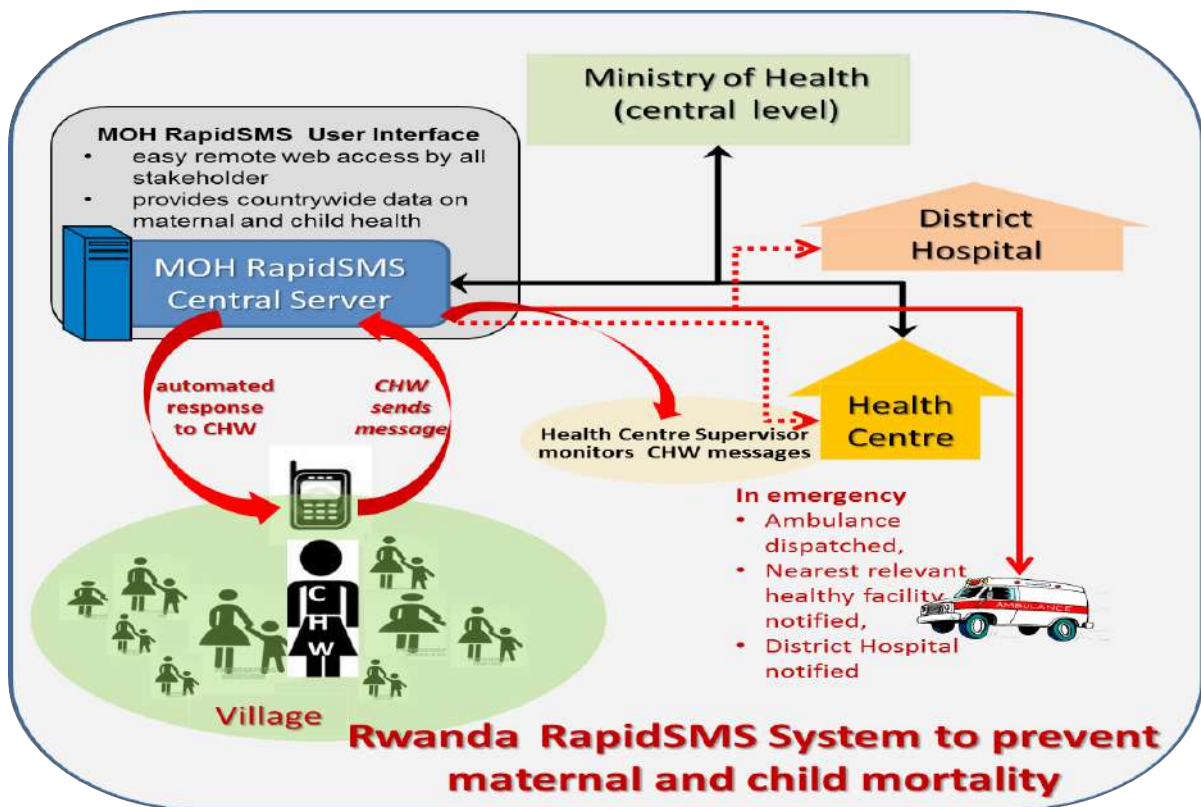 Ministry of Health
(central level)
MOH RapidSMS User Interface
• easy remote web access by all
stakeholder
• provides countrywide data on
maternal and child health
District
Hospital
MOH RapidSMS
Central Server
automated
response
to CHW
CHW
sends
message
Health Centre Supervisor
monitors CHW messages
Health
Centre
In emergency
• Ambulance
dispatched,
• Nearest relevant
healthy facility
notified,
• District Hospital
notified
AMBULANCE
C
H
W
Village
Rwanda RapidSMS System to prevent
maternal and child mortality